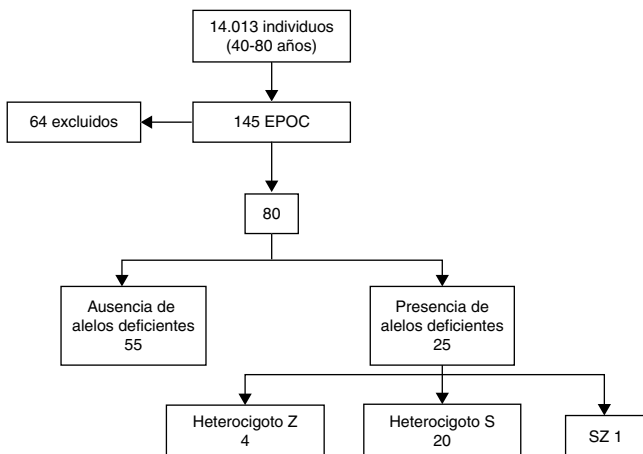 14.013 individuos
(40-80 años)
64 excluidos
145 EPOC
80
Ausencia de
alelos deficientes
55
Presencia de
alelos deficientes
25
Heterocigoto Z
4
Heterocigoto S
20
SZ 1